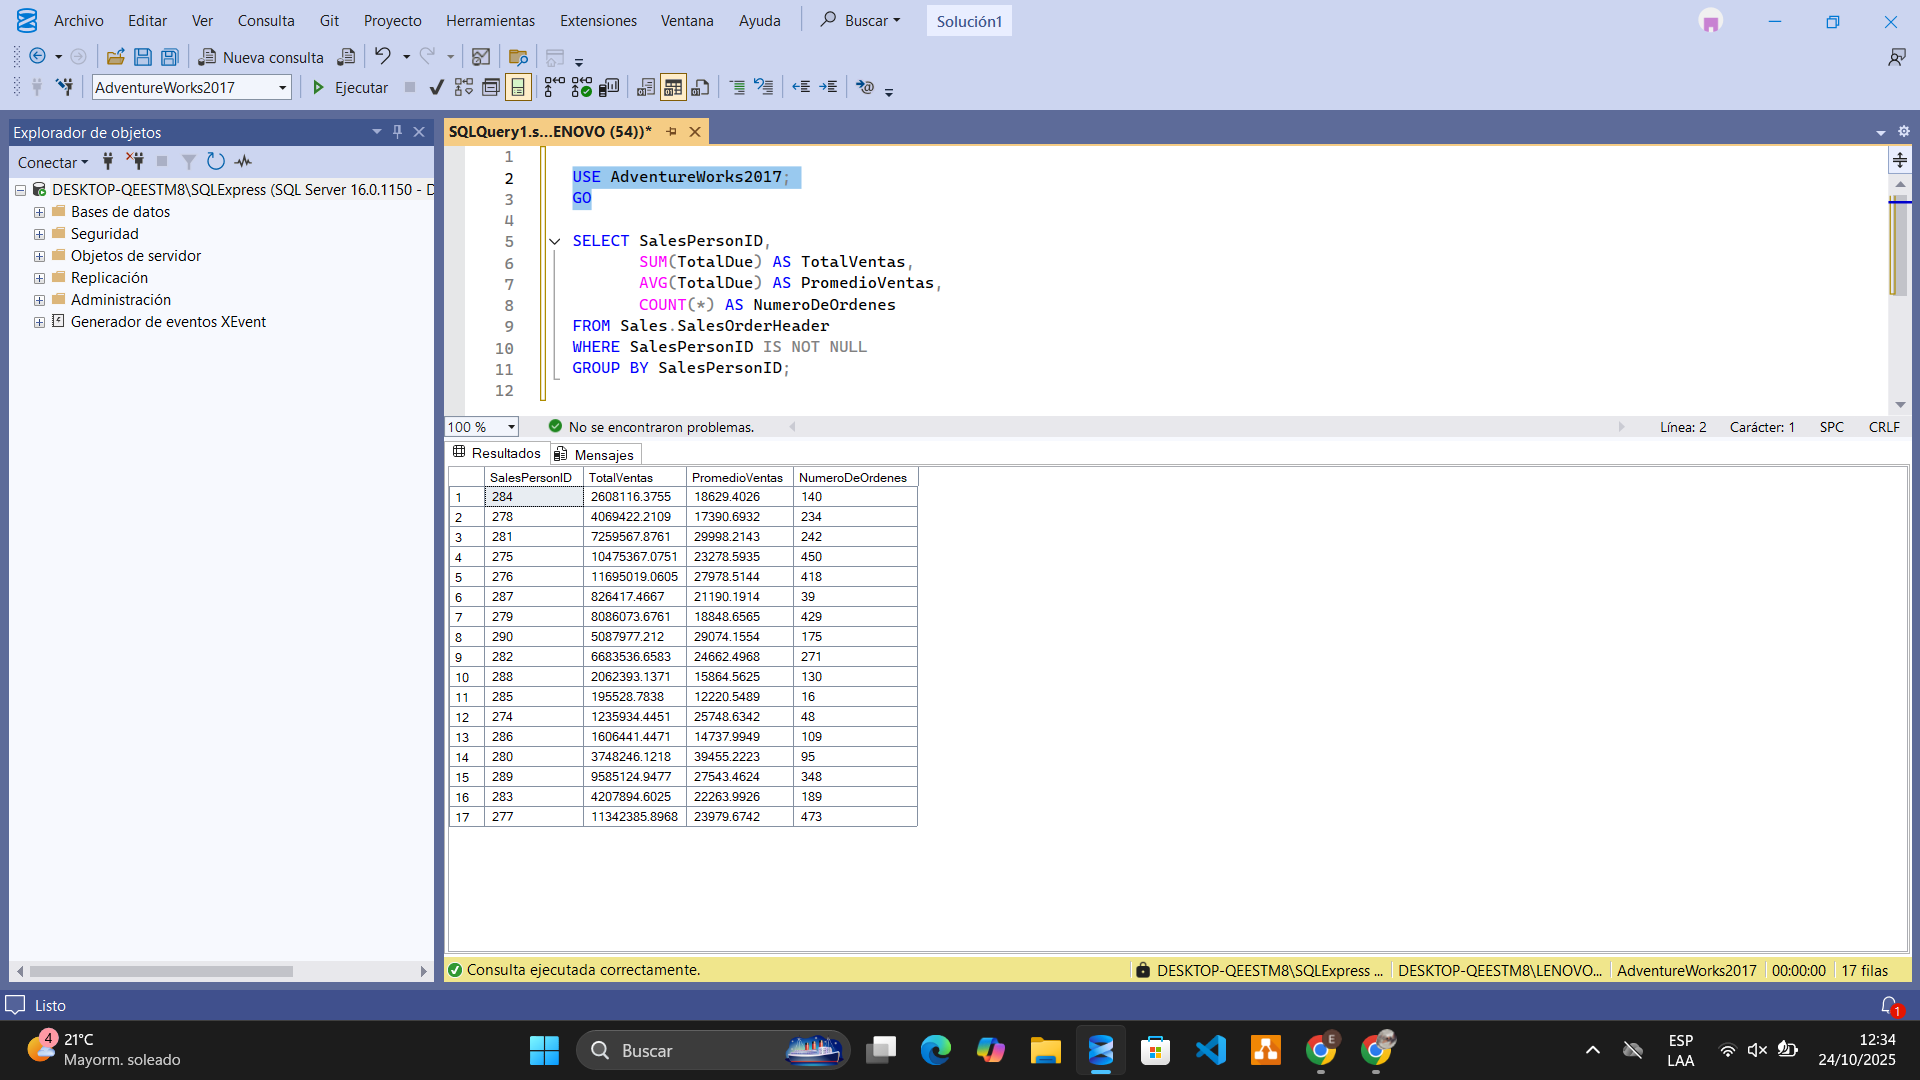 Archivo Editar Ver Consulta Git Proyecto Herramientas Extensiones Ventana Ayuda Buscar Solución1
Nueva consulta
AdventureWorks2017 Ejecutar
Explorador de objetos
Conectar
DESKTOP-QEESTM8\SQLExpress (SQL Server 16.0.1150 - D
Bases de datos
Seguridad
Objetos de servidor
Replicación
Administración
Generador de eventos XEvent
SQLQuery1.s...ENOVO (54))*
1
2 USE AdventureWorks2017;
3 GO
4
5 SELECT SalesPersonID,
6 SUM(TotalDue) AS TotalVentas,
7 AVG(TotalDue) AS PromedioVentas,
8 COUNT(*) AS NumeroDeOrdenes
9 FROM Sales.SalesOrderHeader
10 WHERE SalesPersonID IS NOT NULL
11 GROUP BY SalesPersonID;
12
100 % No se encontraron problemas. Línea: 2 Carácter: 1 SPC CRLF
Resultados Mensajes
SalesPersonID TotalVentas PromedioVentas NumeroDeOrdenes
1 284 2608116.3755 18629.4026 140
2 278 4069422.2109 17390.6932 234
3 281 7259567.8761 29998.2143 242
4 275 10475367.0751 23278.5935 450
5 276 11695019.0605 27978.5144 418
6 287 826417.4667 21190.1914 39
7 279 8086073.6761 18848.6565 429
8 290 5087977.212 29074.1554 175
9 282 6683536.6583 24662.4968 271
10 288 2062393.1371 15864.5625 130
11 285 195528.7838 12220.5489 16
12 274 1235934.4451 25748.6342 48
13 286 1606441.4471 14737.9949 109
14 280 3748246.1218 39455.2223 95
15 289 9585124.9477 27543.4624 348
16 283 4207894.6025 22263.9926 189
17 277 11342385.8968 23979.6742 473
Consulta ejecutada correctamente. DESKTOP-QEESTM8\SQLExpress ... DESKTOP-QEESTM8\LENOVO... AdventureWorks2017 00:00:00 17 filas
Listo 1
4 21°C
Mayorm. soleado
Buscar
E
ESP
LAA
12:34
24/10/2025